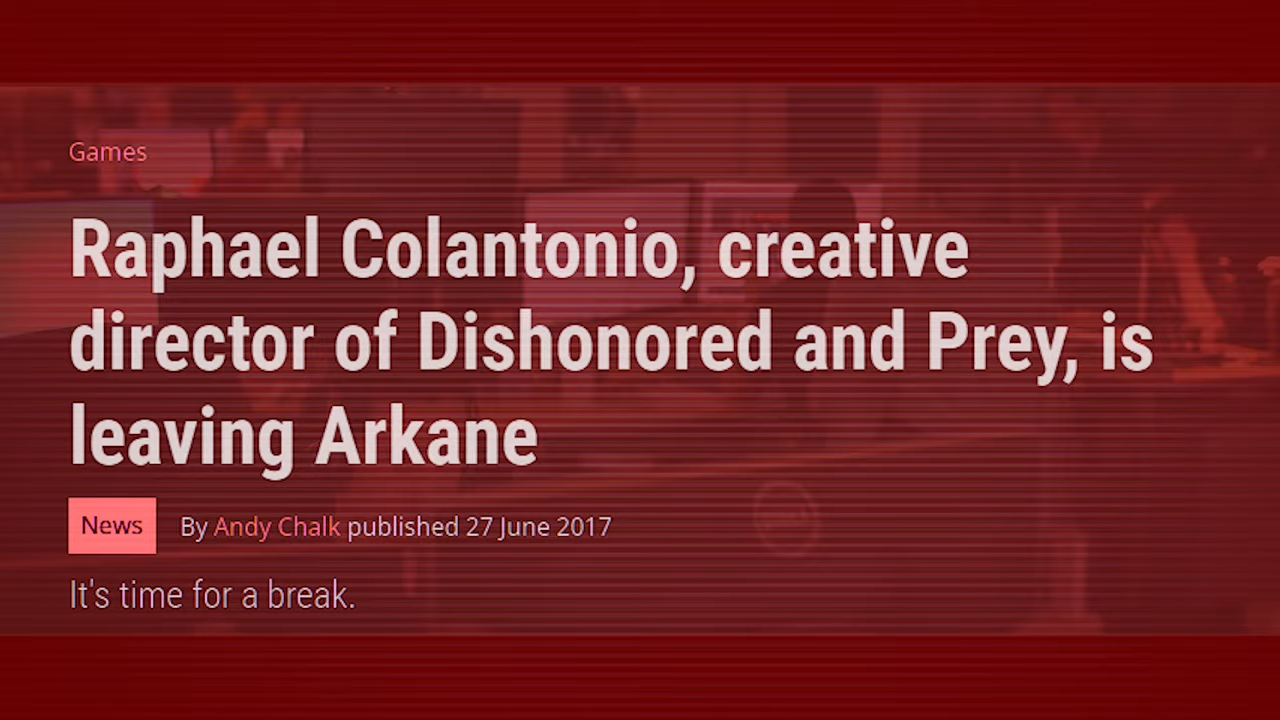 Games
Raphael Colantonio, creative
director of Dishonored and Prey, is
leaving Arkane
News By Andy Chalk published 27 June 2017
It's time for a break.